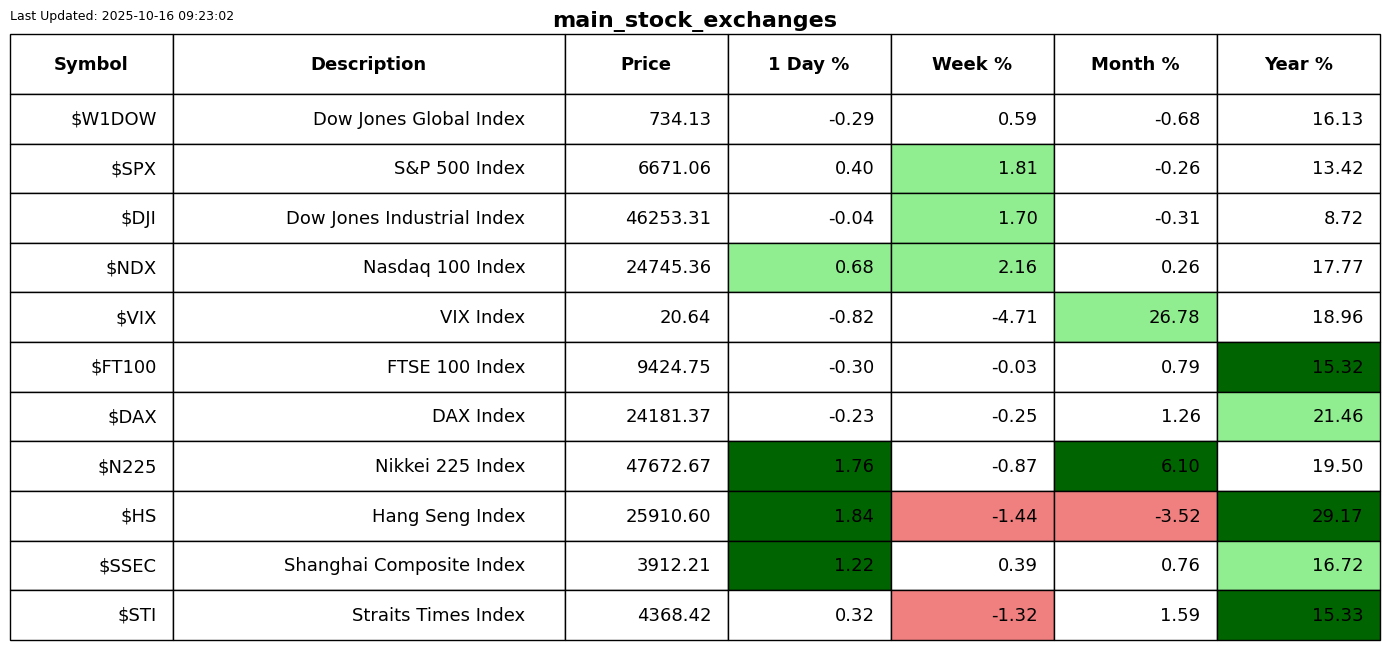 Last Updated: 2025-10-16 09:23:02
main_stock_exchanges
Symbol Description Price 1 Day % Week % Month % Year %
$W1DOW Dow Jones Global Index 734.13 -0.29 0.59 -0.68 16.13
$SPX S&P 500 Index 6671.06 0.40 1.81 -0.26 13.42
$DJI Dow Jones Industrial Index 46253.31 -0.04 1.70 -0.31 8.72
$NDX Nasdaq 100 Index 24745.36 0.68 2.16 0.26 17.77
$VIX VIX Index 20.64 -0.82 -4.71 26.78 18.96
$FT100 FTSE 100 Index 9424.75 -0.30 -0.03 0.79 15.32
$DAX DAX Index 24181.37 -0.23 -0.25 1.26 21.46
$N225 Nikkei 225 Index 47672.67 1.76 -0.87 6.10 19.50
$HS Hang Seng Index 25910.60 1.84 -1.44 -3.52 29.17
$SSEC Shanghai Composite Index 3912.21 1.22 0.39 0.76 16.72
$STI Straits Times Index 4368.42 0.32 -1.32 1.59 15.33